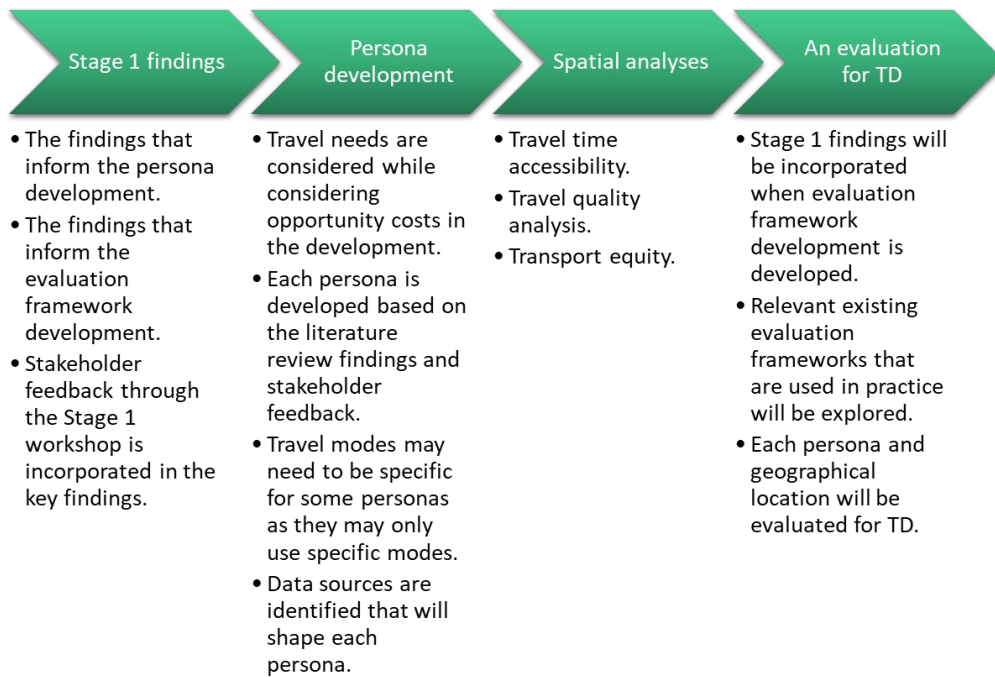 Stage 1 findings
• The findings that
inform the persona
development.
• The findings that
inform the
evaluation
framework
development.
• Stakeholder
feedback through
the Stage 1
workshop is
incorporated in the
key findings.
Persona
development
• Travel needs are
considered while
considering
opportunity costs
in the development.
• Each persona is
developed based on
the literature
review findings and
stakeholder
feedback.
• Travel modes may
need to be specific
for some personas
as they may only
use specific modes.
• Data sources are
identified that will
shape each
persona.
Spatial analyses
• Travel time
accessibility.
• Travel quality
analysis.
• Transport equity.
An evaluation
for TD
• Stage 1 findings will
be incorporated
when evaluation
framework
development is
developed.
• Relevant existing
evaluation
frameworks that
are used in practice
will be explored.
• Each persona and
geographical
location will be
evaluated for TD.